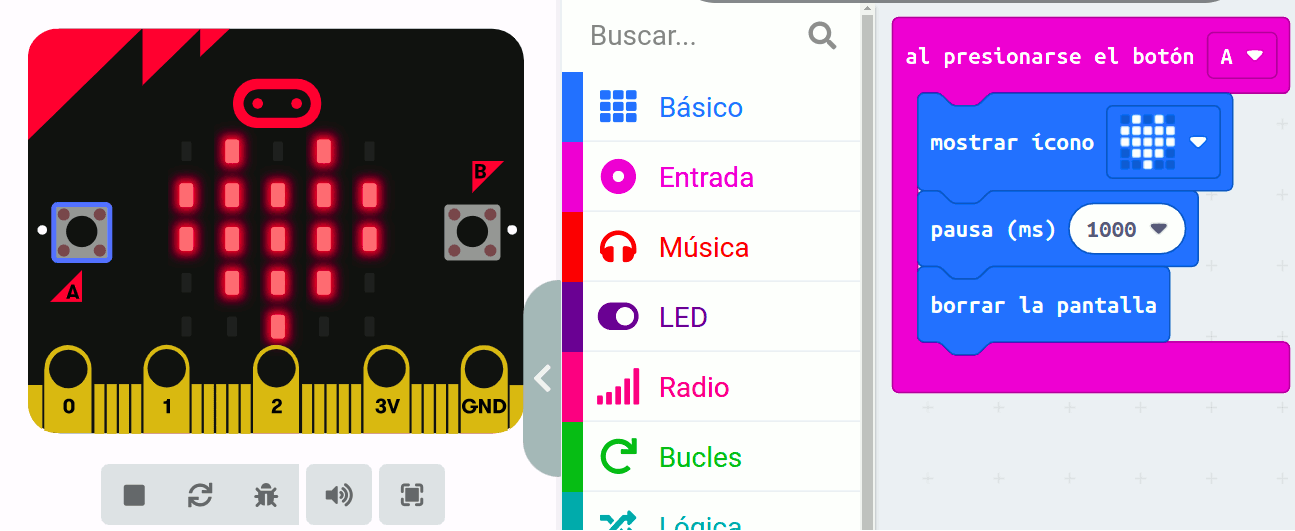 B
A
0 1 2 3V GND
Buscar...
Básico
Entrada
Música
LED
Radio
Bucles
Lógica
al presionarse el botón A
mostrar ícono
pausa (ms) 1000
borrar la pantalla